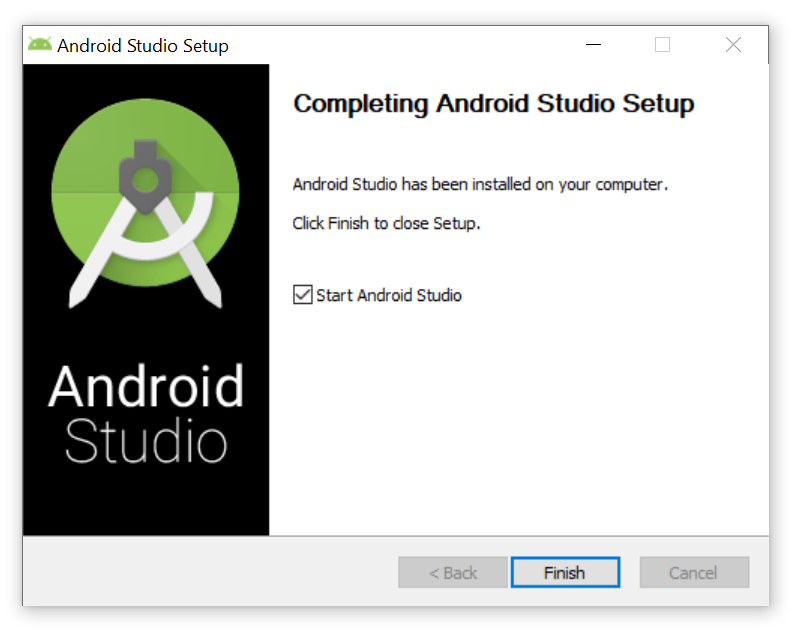 Android Studio Setup
Completing Android Studio Setup
Android Studio has been installed on your computer.
Click Finish to close Setup.
Start Android Studio
Android
Studio
< Back
Finish
Cancel